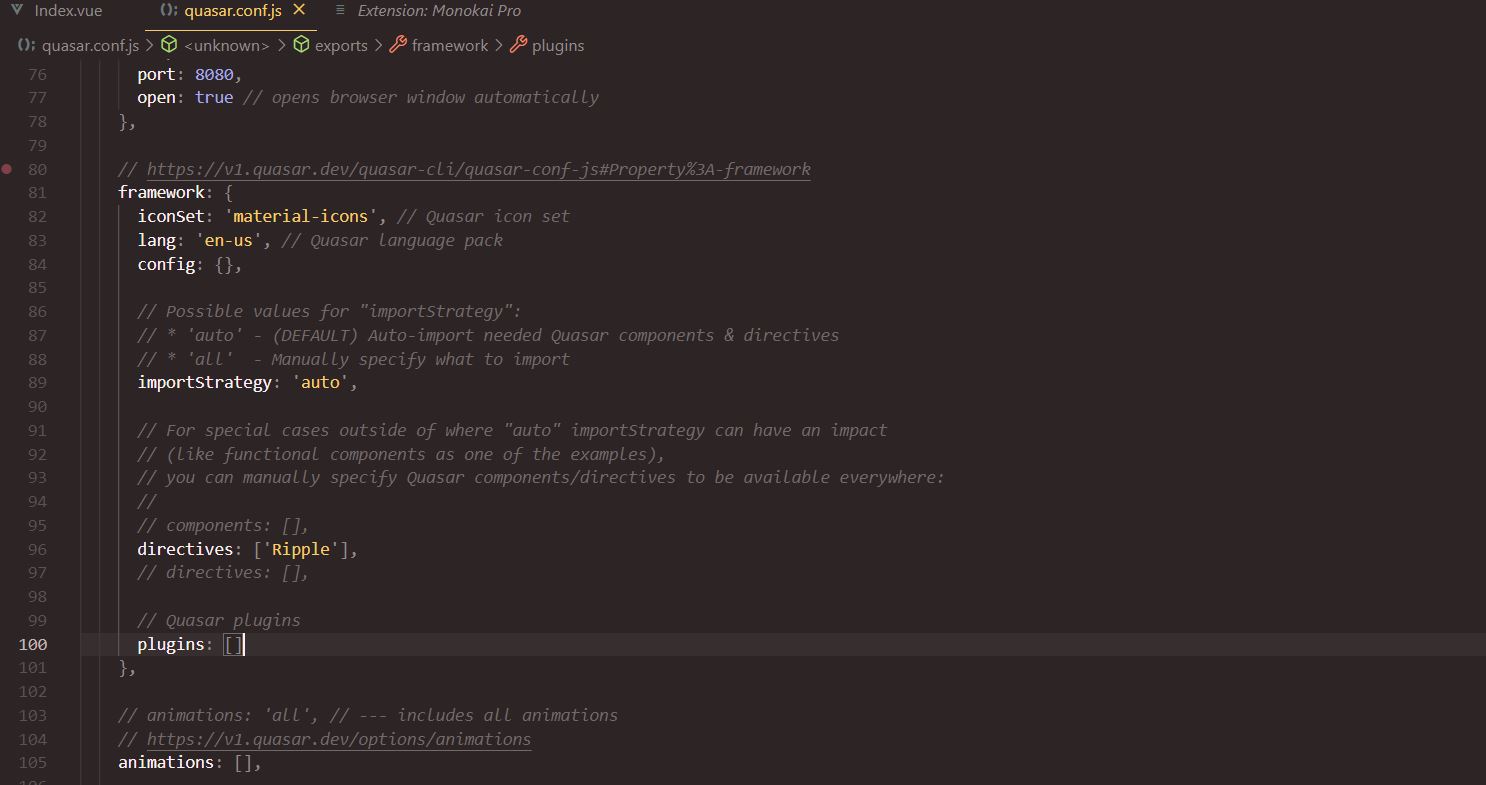 Index.vue
(); quasar.conf.js ×
Extension: Monokai Pro
(); quasar.conf.js > <unknown> > exports > framework > plugins
76 port: 8080,
77 open: true // opens browser window automatically
78 },
79
80 // https://v1.quasar.dev/quasar-cli/quasar-conf-js#Property%3A-framework
81 framework: {
82 iconSet: 'material-icons', // Quasar icon set
83 lang: 'en-us', // Quasar language pack
84 config: {},
85
86 // Possible values for "importStrategy":
87 // * 'auto' - (DEFAULT) Auto-import needed Quasar components & directives
88 // * 'all'  - Manually specify what to import
89 importStrategy: 'auto',
90
91 // For special cases outside of where "auto" importStrategy can have an impact
92 // (like functional components as one of the examples),
93 // you can manually specify Quasar components/directives to be available everywhere:
94 //
95 // components: [],
96 directives: ['Ripple'],
97 // directives: [],
98
99 // Quasar plugins
100 plugins: []
101 },
102
103 // animations: 'all', // --- includes all animations
104 // https://v1.quasar.dev/options/animations
105 animations: [],